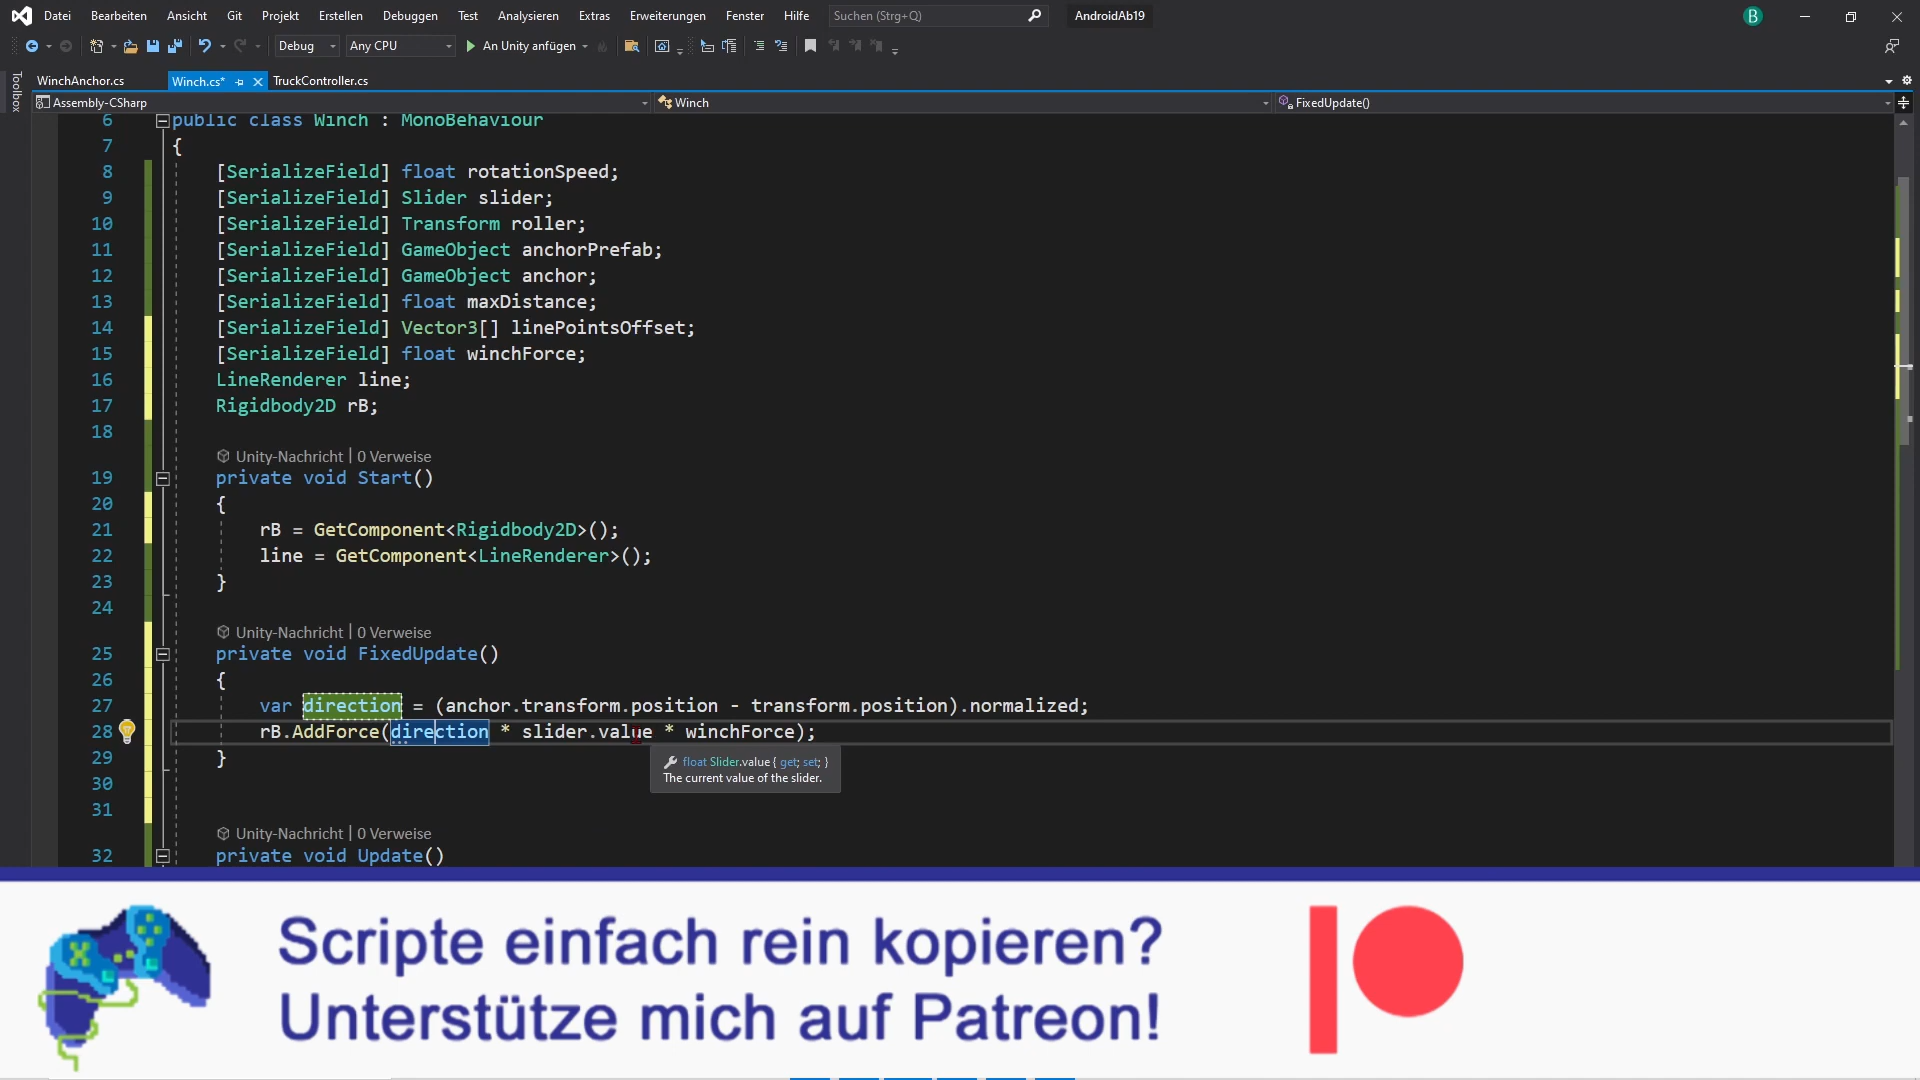 Datei Bearbeiten Ansicht Git Projekt Erstellen Debuggen Test Analysieren Extras Erweiterungen Fenster Hilfe Suchen (Strg+Q) AndroidAb19 B
Debug Any CPU An Unity anfügen
Toolbox
WinchAnchor.cs Winch.cs* TruckController.cs
Assembly-CSharp Winch FixedUpdate()
6 public class Winch : MonoBehaviour
7 {
8 [SerializeField] float rotationSpeed;
9 [SerializeField] Slider slider;
10 [SerializeField] Transform roller;
11 [SerializeField] GameObject anchorPrefab;
12 [SerializeField] GameObject anchor;
13 [SerializeField] float maxDistance;
14 [SerializeField] Vector3[] linePointsOffset;
15 [SerializeField] float winchForce;
16 LineRenderer line;
17 Rigidbody2D rB;
18
Unity-Nachricht | 0 Verweise
19 private void Start()
20 {
21 rB = GetComponent<Rigidbody2D>();
22 line = GetComponent<LineRenderer>();
23 }
24
Unity-Nachricht | 0 Verweise
25 private void FixedUpdate()
26 {
27 var direction = (anchor.transform.position - transform.position).normalized;
28 rB.AddForce(direction * slider.value * winchForce);
29 }
float Slider.value { get; set; }
The current value of the slider.
30
31
Unity-Nachricht | 0 Verweise
32 private void Update()
Scripte einfach rein kopieren?
Unterstütze mich auf Patreon!